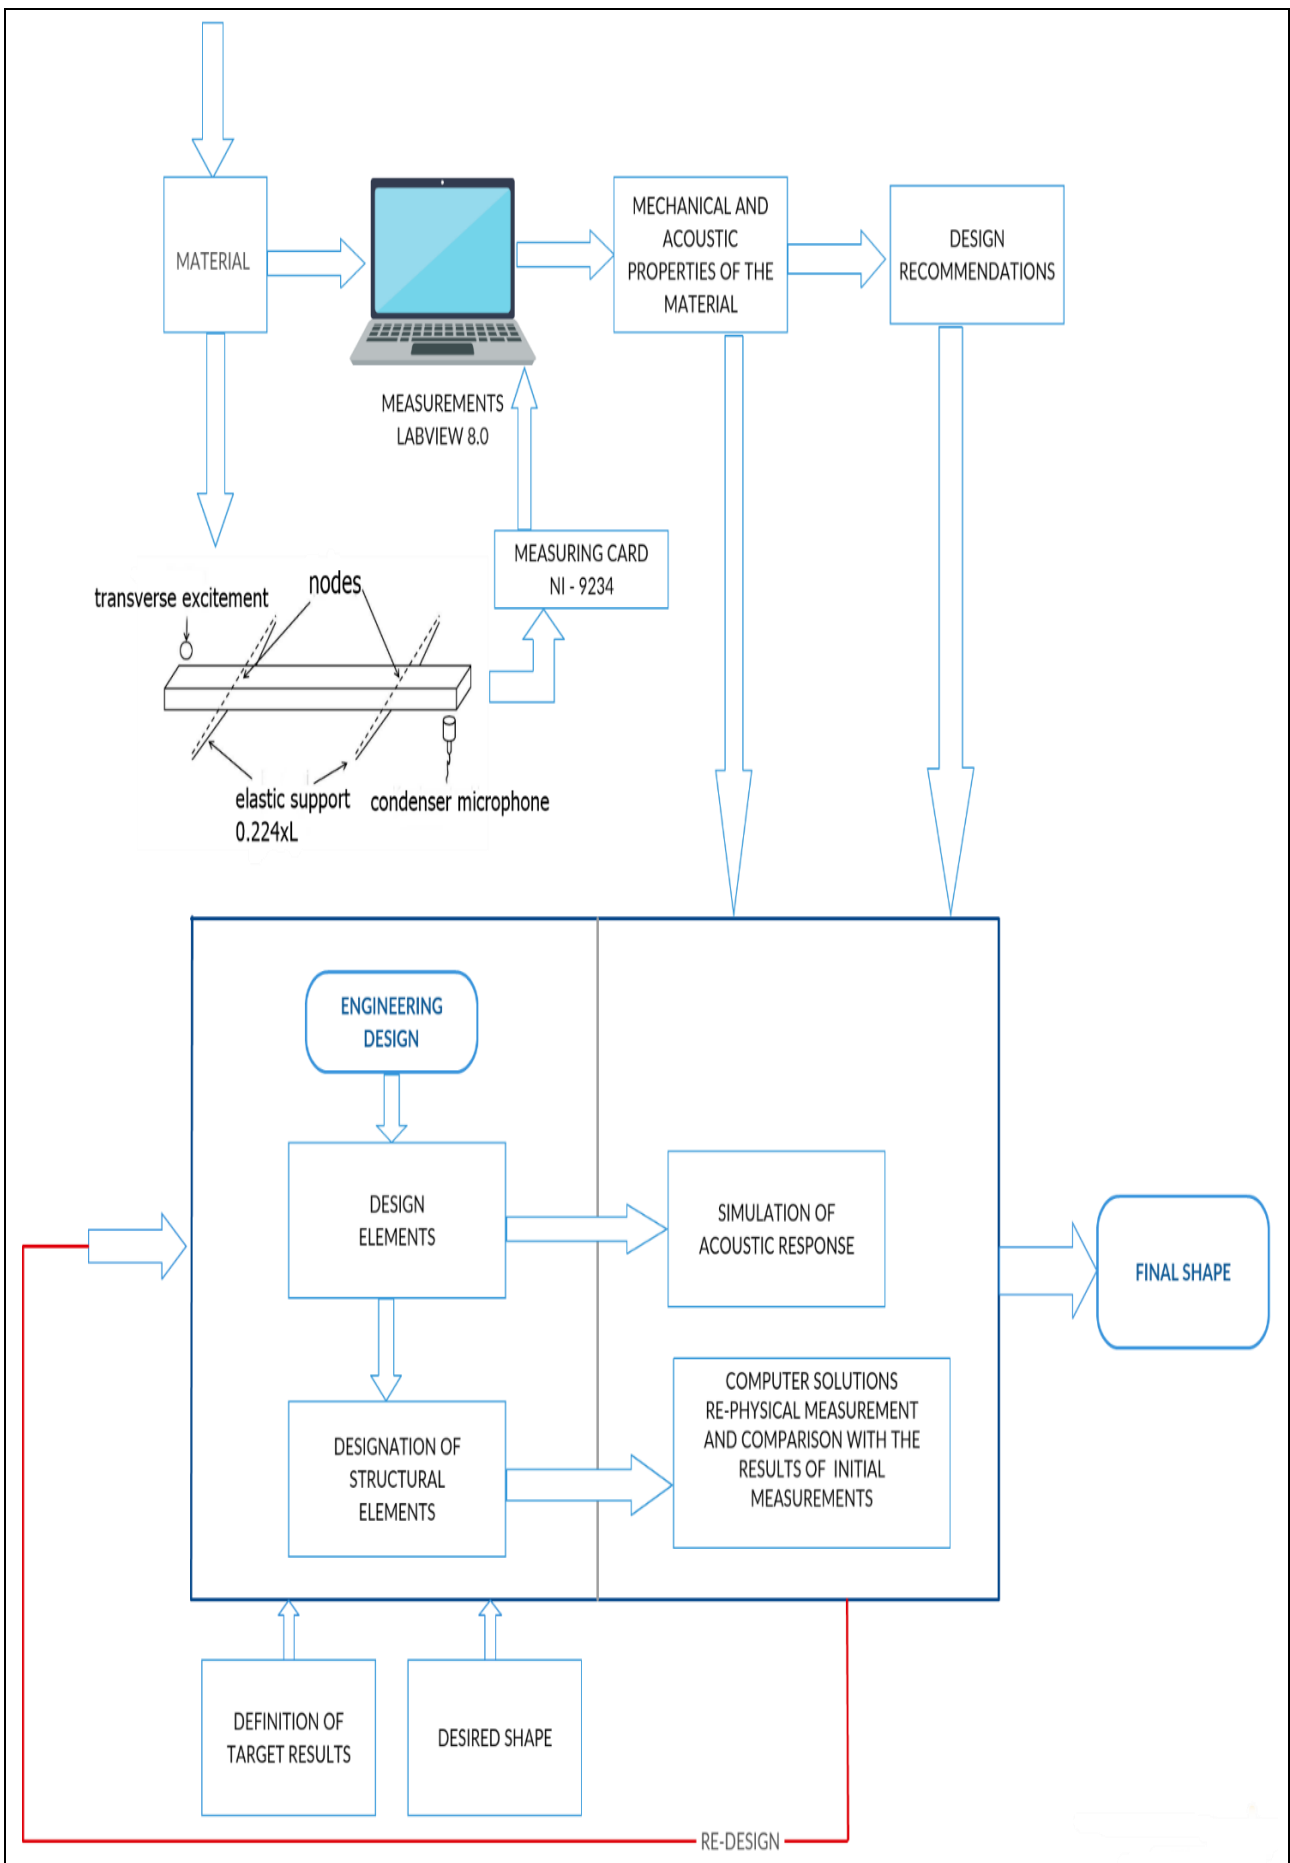 MATERIAL
MECHANICAL AND
ACOUSTIC
PROPERTIES OF THE
MATERIAL
DESIGN
RECOMMENDATIONS
MEASUREMENTS
LABVIEW 8.0
MEASURING CARD
NI - 9234
transverse excitement
nodes
elastic support
0.224xL
condenser microphone
ENGINEERING
DESIGN
DESIGN
ELEMENTS
SIMULATION OF
ACOUSTIC RESPONSE
FINAL SHAPE
DESIGNATION OF
STRUCTURAL
ELEMENTS
COMPUTER SOLUTIONS
RE-PHYSICAL MEASUREMENT
AND COMPARISON WITH THE
RESULTS OF INITIAL
MEASUREMENTS
DEFINITION OF
TARGET RESULTS
DESIRED SHAPE
RE-DESIGN